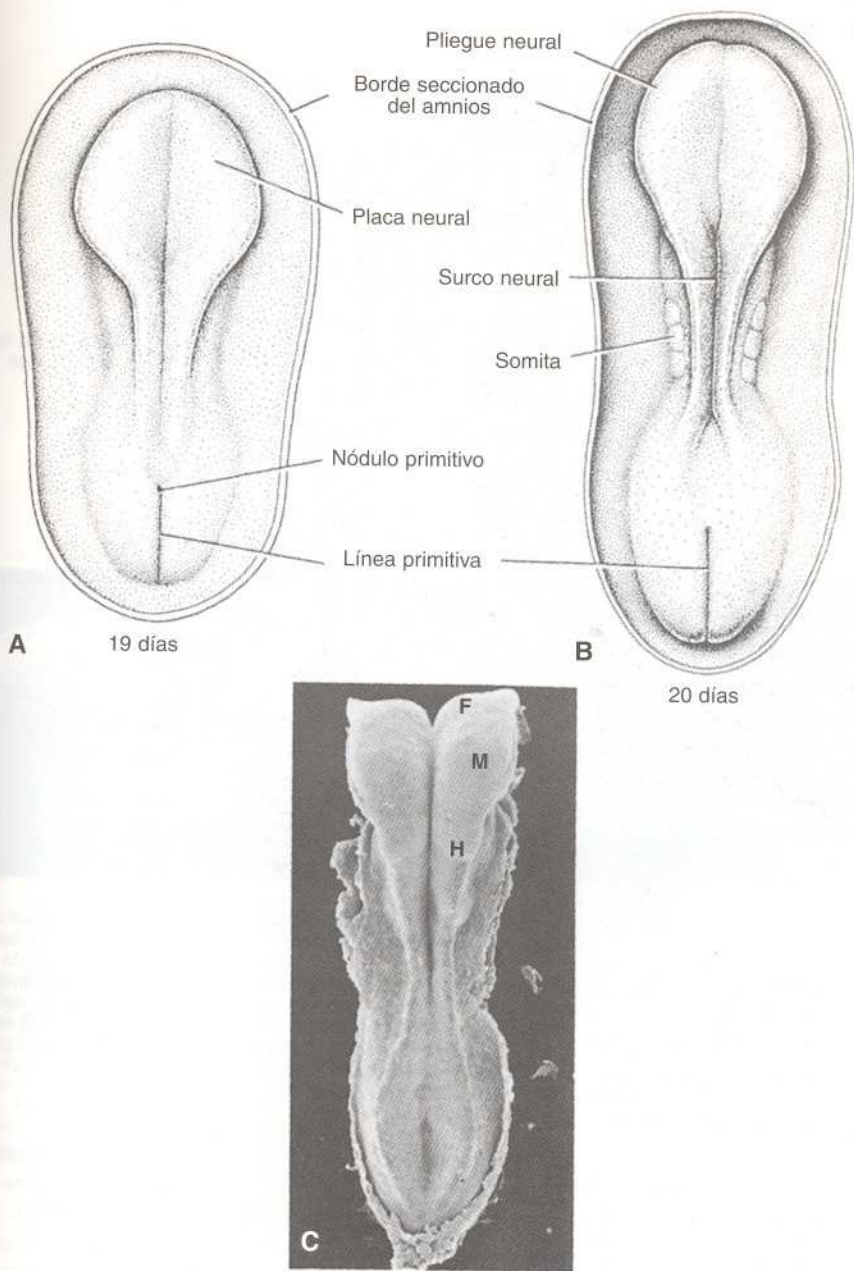 Pliegue neural
Borde seccionado
del amnios
Placa neural
Surco neural
Somita
Nódulo primitivo
Línea primitiva
A
19 días
B
20 días
F
M
H
C